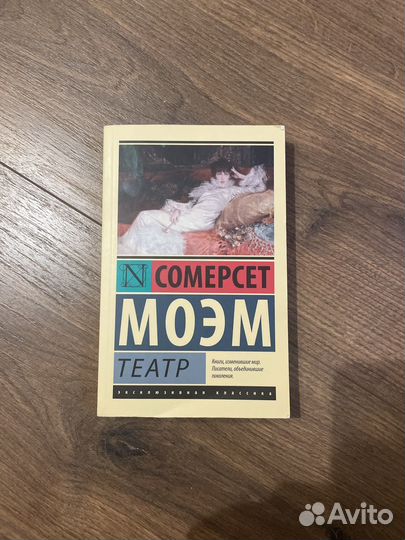 N
СОМЕРСЕТ
МОЭМ
ТЕАТР
Книги, изменившие мир.
Писатели, объединившие
поколения.
ЭКСКЛЮЗИВНАЯ КЛАССИКА
Avito